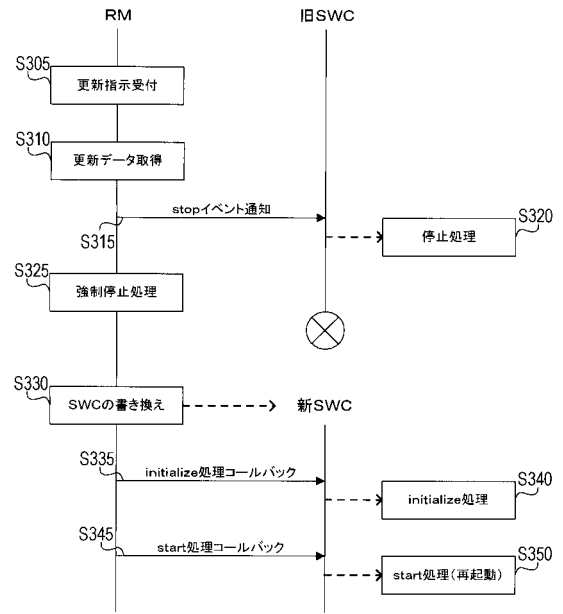 RM 旧SWC
S305
更新指示受付
S310
更新データ取得
stopイベント通知
S315
S320
停止処理
S325
強制停止処理
S330
SWCの書き換え
新SWC
S335
initialize処理コールバック
S340
initialize処理
S345
start処理コールバック
S350
start処理(再起動)